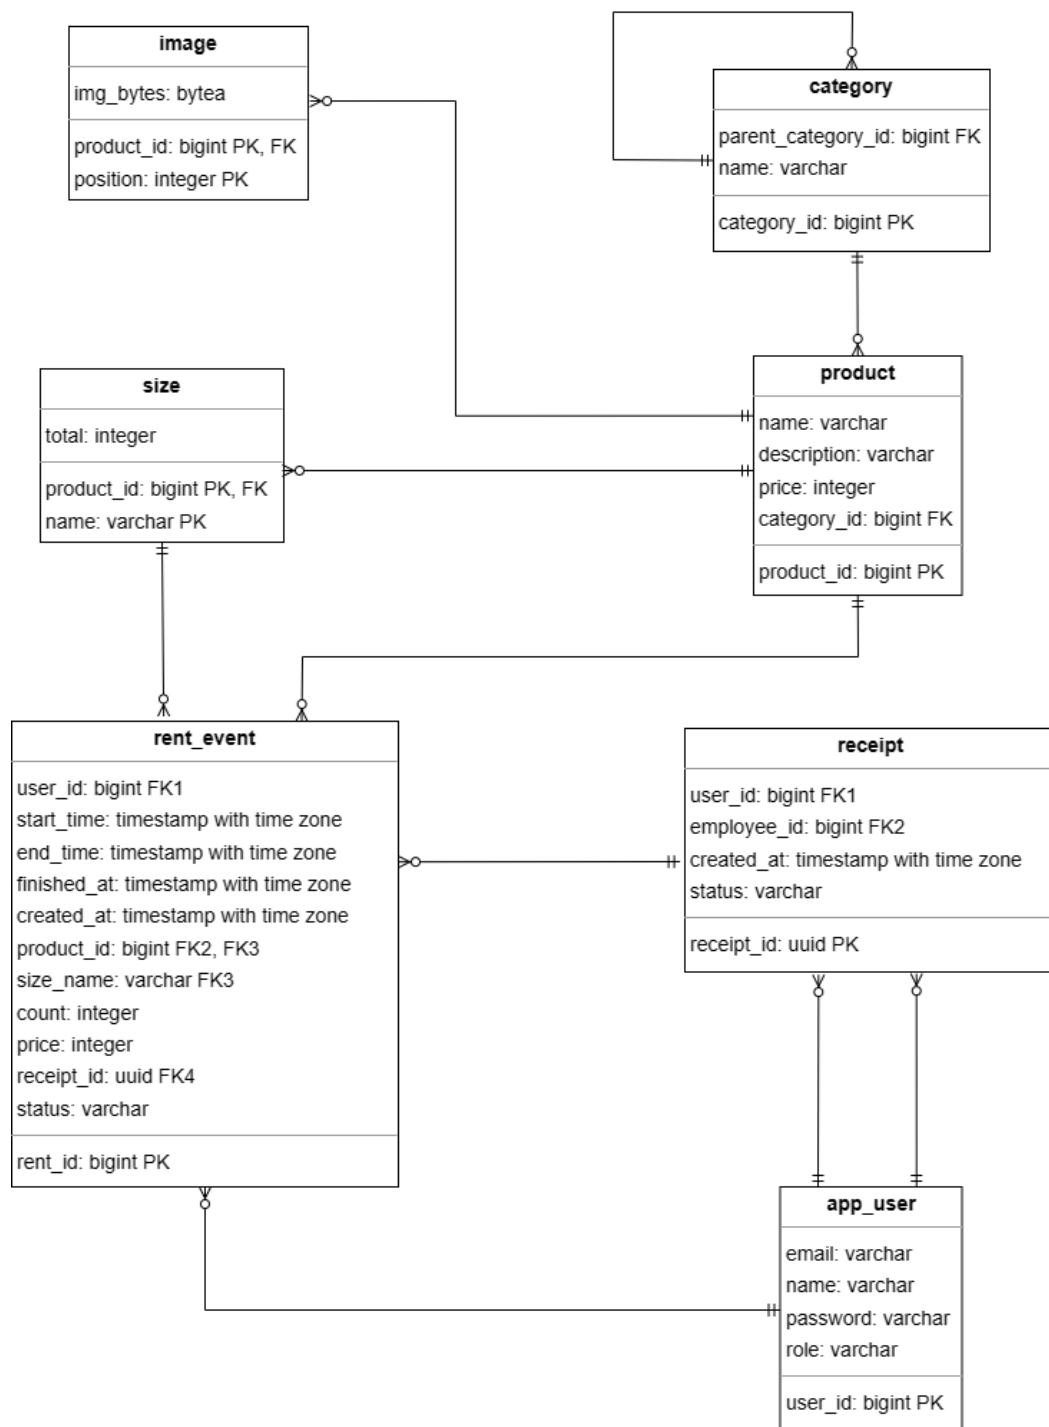 image
img_bytes: bytea
product_id: bigint PK, FK
position: integer PK
category
parent_category_id: bigint FK
name: varchar
category_id: bigint PK
size
total: integer
product_id: bigint PK, FK
name: varchar PK
product
name: varchar
description: varchar
price: integer
category_id: bigint FK
product_id: bigint PK
rent_event
user_id: bigint FK1
start_time: timestamp with time zone
end_time: timestamp with time zone
finished_at: timestamp with time zone
created_at: timestamp with time zone
product_id: bigint FK2, FK3
size_name: varchar FK3
count: integer
price: integer
receipt_id: uuid FK4
status: varchar
rent_id: bigint PK
receipt
user_id: bigint FK1
employee_id: bigint FK2
created_at: timestamp with time zone
status: varchar
receipt_id: uuid PK
app_user
email: varchar
name: varchar
password: varchar
role: varchar
user_id: bigint PK